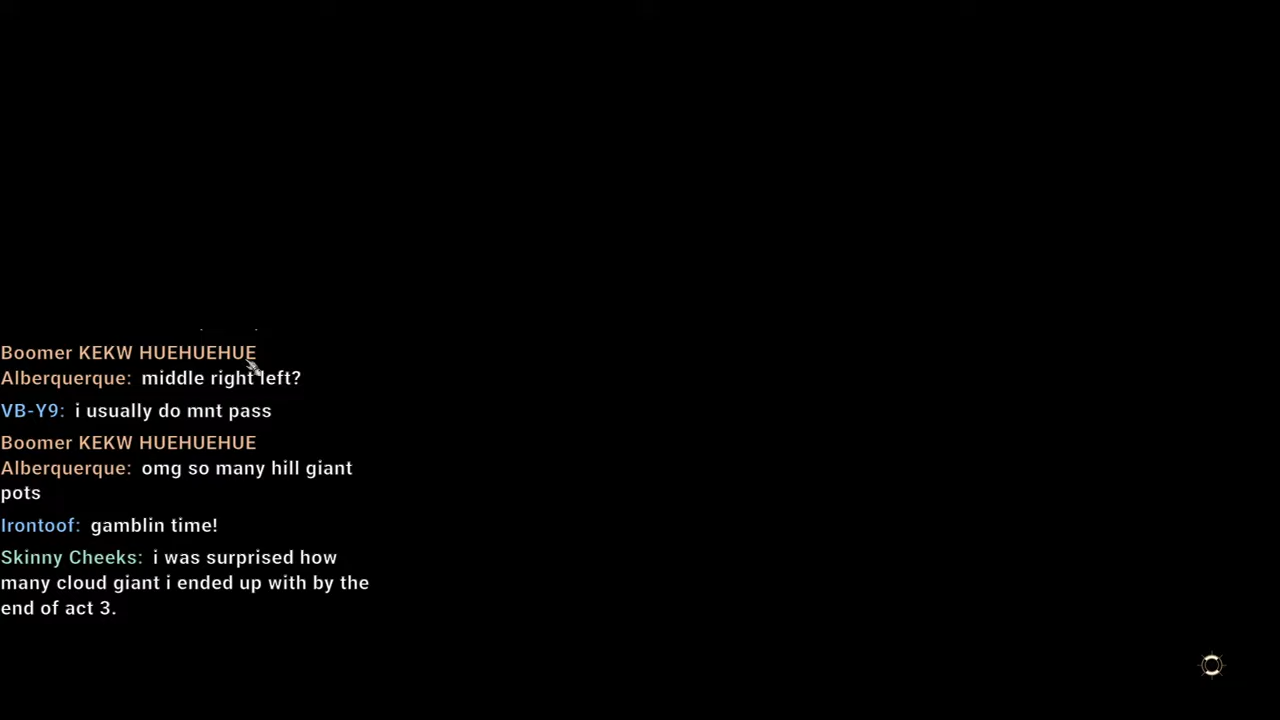 Boomer KEKW HUEHUEHUE
Alberquerque: middle right left?
VB-Y9: i usually do mnt pass
Boomer KEKW HUEHUEHUE
Alberquerque: omg so many hill giant
pots
Irontoof: gamblin time!
Skinny Cheeks: i was surprised how
many cloud giant i ended up with by the
end of act 3.